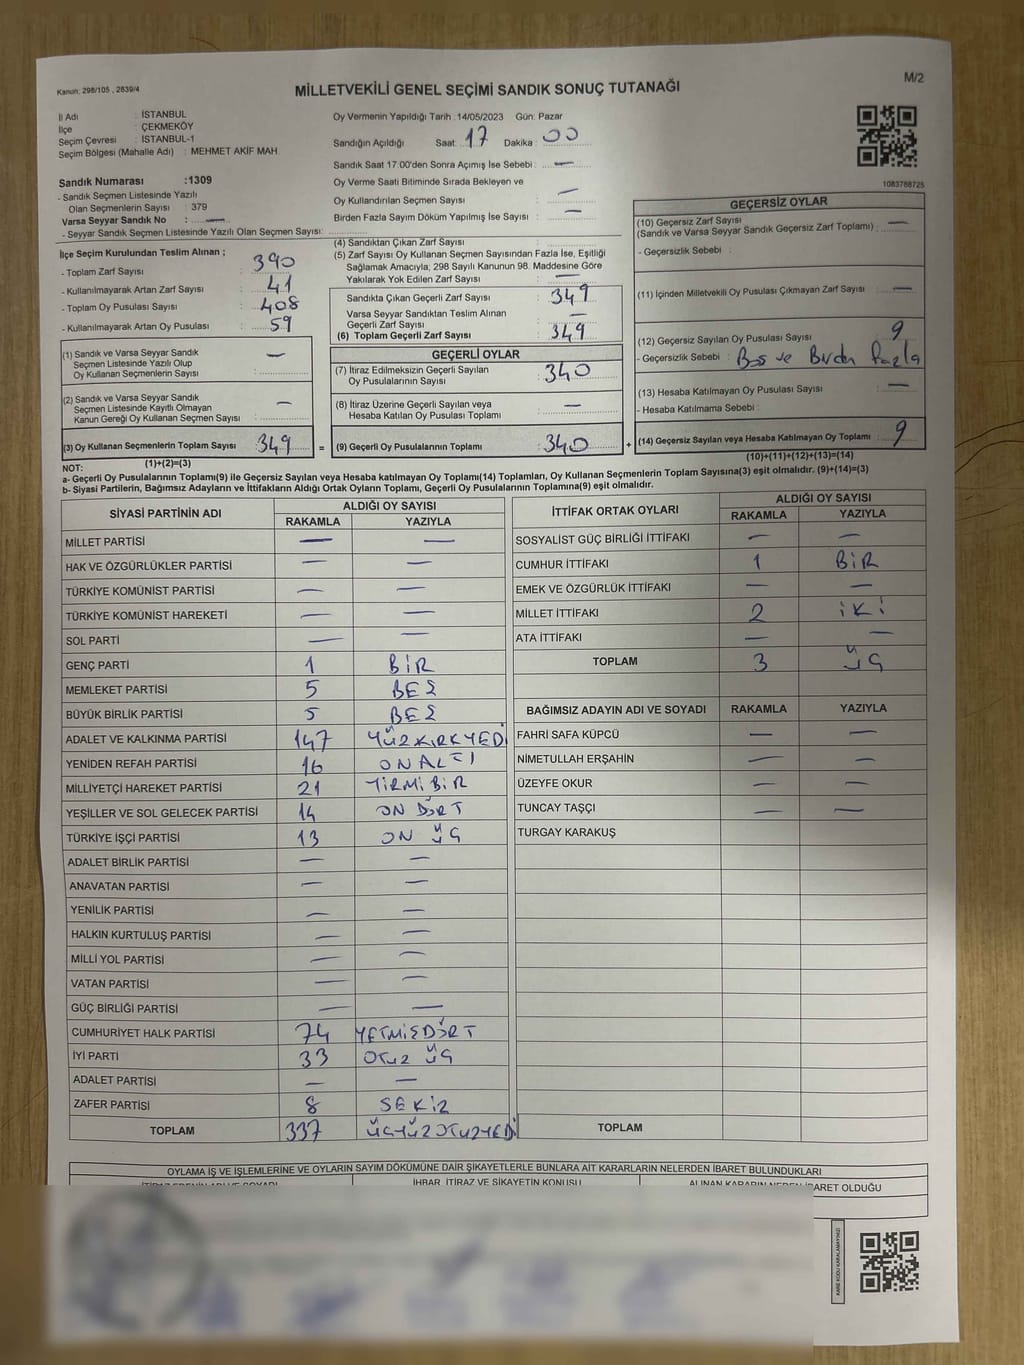 Kanun: 298/105 , 2839/4
MİLLETVEKİLİ GENEL SEÇİMİ SANDIK SONUÇ TUTANAĞI
M/2
İl Adı : İSTANBUL
İlçe : ÇEKMEKÖY
Seçim Çevresi : İSTANBUL-1
Seçim Bölgesi (Mahalle Adı) : MEHMET AKİF MAH
Oy Vermenin Yapıldığı Tarih :14/05/2023 Gün: Pazar
Sandığın Açıldığı Saat: 17 Dakika : 00
Sandık Saat 17:00'den Sonra Açımış İse Sebebi : —
Oy Verme Saati Bitiminde Sırada Bekleyen ve
Oy Kullandırılan Seçmen Sayısı : —
Birden Fazla Sayım Döküm Yapılmış İse Sayısı : —
1083788725
Sandık Numarası :1309
- Sandık Seçmen Listesinde Yazılı
Olan Seçmenlerin Sayısı : 379
Varsa Seyyar Sandık No : —
- Seyyar Sandık Seçmen Listesinde Yazılı Olan Seçmen Sayısı:
İlçe Seçim Kurulundan Teslim Alınan ;
- Toplam Zarf Sayısı : 390
- Kullanılmayarak Artan Zarf Sayısı : 41
- Toplam Oy Pusulası Sayısı : 408
- Kullanılmayarak Artan Oy Pusulası : 59
(1) Sandık ve Varsa Seyyar Sandık
Seçmen Listesinde Yazılı Olup
Oy Kullanan Seçmenlerin Sayısı : —
(2) Sandık ve Varsa Seyyar Sandık
Seçmen Listesinde Kayıtlı Olmayan
Kanun Gereği Oy Kullanan Seçmen Sayısı : —
(3) Oy Kullanan Seçmenlerin Toplam Sayısı : 349 =
(1)+(2)=(3)
(4) Sandıktan Çıkan Zarf Sayısı :
(5) Zarf Sayısı Oy Kullanan Seçmen Sayısından Fazla İse, Eşitliği
Sağlamak Amacıyla; 298 Sayılı Kanunun 98. Maddesine Göre
Yakılarak Yok Edilen Zarf Sayısı : —
Sandıkta Çıkan Geçerli Zarf Sayısı : 349
Varsa Seyyar Sandıktan Teslim Alınan
Geçerli Zarf Sayısı : —
(6) Toplam Geçerli Zarf Sayısı : 349
GEÇERLİ OYLAR
(7) İtiraz Edilmeksizin Geçerli Sayılan
Oy Pusulalarının Sayısı : 340
(8) İtiraz Üzerine Geçerli Sayılan veya
Hesaba Katılan Oy Pusulası Toplamı : —
(9) Geçerli Oy Pusulalarının Toplamı : 340 +
GEÇERSİZ OYLAR
(10) Geçersiz Zarf Sayısı
(Sandık ve Varsa Seyyar Sandık Geçersiz Zarf Toplamı) : —
- Geçersizlik Sebebi :
(11) İçinden Milletvekili Oy Pusulası Çıkmayan Zarf Sayısı : —
(12) Geçersiz Sayılan Oy Pusulası Sayısı : 9
- Geçersizlik Sebebi : Boş ve Birden Fazla
(13) Hesaba Katılmayan Oy Pusulası Sayısı : —
- Hesaba Katılmama Sebebi :
(14) Geçersiz Sayılan veya Hesaba Katılmayan Oy Toplamı : 9
(10)+(11)+(12)+(13)=(14)
NOT:
a- Geçerli Oy Pusulalarının Toplamı(9) ile Geçersiz Sayılan veya Hesaba katılmayan Oy Toplamı(14) Toplamları, Oy Kullanan Seçmenlerin Toplam Sayısına(3) eşit olmalıdır. (9)+(14)=(3)
b- Siyasi Partilerin, Bağımsız Adayların ve İttifakların Aldığı Ortak Oyların Toplamı, Geçerli Oy Pusulalarının Toplamına(9) eşit olmalıdır.
SİYASİ PARTİNİN ADI ALDIĞI OY SAYISI
RAKAMLA YAZIYLA
MİLLET PARTİSİ — —
HAK VE ÖZGÜRLÜKLER PARTİSİ — —
TÜRKİYE KOMÜNİST PARTİSİ — —
TÜRKİYE KOMÜNİST HAREKETİ — —
SOL PARTİ — —
GENÇ PARTİ 1 BİR
MEMLEKET PARTİSİ 5 BEŞ
BÜYÜK BİRLİK PARTİSİ 5 BEŞ
ADALET VE KALKINMA PARTİSİ 147 YÜZKIRKYEDİ
YENİDEN REFAH PARTİSİ 16 ONALTI
MİLLİYETÇİ HAREKET PARTİSİ 21 YİRMİ BİR
YEŞİLLER VE SOL GELECEK PARTİSİ 14 ON DÖRT
TÜRKİYE İŞÇİ PARTİSİ 13 ON ÜÇ
ADALET BİRLİK PARTİSİ — —
ANAVATAN PARTİSİ — —
YENİLİK PARTİSİ — —
HALKIN KURTULUŞ PARTİSİ — —
MİLLİ YOL PARTİSİ — —
VATAN PARTİSİ — —
GÜÇ BİRLİĞİ PARTİSİ — —
CUMHURİYET HALK PARTİSİ 74 YETMİŞDÖRT
İYİ PARTİ 33 OTUZ ÜÇ
ADALET PARTİSİ — —
ZAFER PARTİSİ 8 SEKİZ
TOPLAM 337 ÜÇYÜZOTUZYEDİ
İTTİFAK ORTAK OYLARI ALDIĞI OY SAYISI
RAKAMLA YAZIYLA
SOSYALİST GÜÇ BİRLİĞİ İTTİFAKI — —
CUMHUR İTTİFAKI 1 BİR
EMEK VE ÖZGÜRLÜK İTTİFAKI — —
MİLLET İTTİFAKI 2 İKİ
ATA İTTİFAKI — —
TOPLAM 3 ÜÇ
BAĞIMSIZ ADAYIN ADI VE SOYADI RAKAMLA YAZIYLA
FAHRİ SAFA KÜPCÜ — —
NİMETULLAH ERŞAHİN — —
ÜZEYFE OKUR — —
TUNCAY TAŞÇI — —
TURGAY KARAKUŞ
TOPLAM
OYLAMA İŞ VE İŞLEMLERİNE VE OYLARIN SAYIM DÖKÜMÜNE DAİR ŞİKAYETLERLE BUNLARA AİT KARARLARIN NELERDEN İBARET BULUNDUKLARI
İTİRAZ EDENİN ADI VE SOYADI İHBAR, İTİRAZ VE ŞİKAYETİN KONUSU ALINAN KARARIN NEDEN İBARET OLDUĞU
KARE KODU KARALAMAYINIZ!